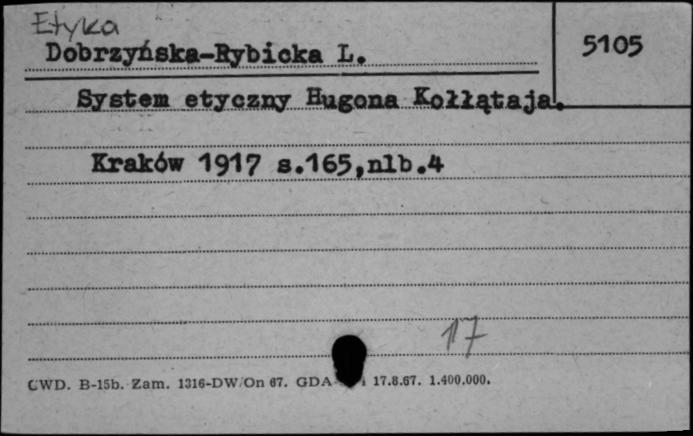 Etyka
Dobrzyńska-Rybicka L.
5105
System etyczny Hugona Kołłątaja.
Kraków 1917 s.165,nlb.4
17
CWD. B-15b. Zam. 1316-DW/On 67. GDA 17.8.67. 1.400.000.